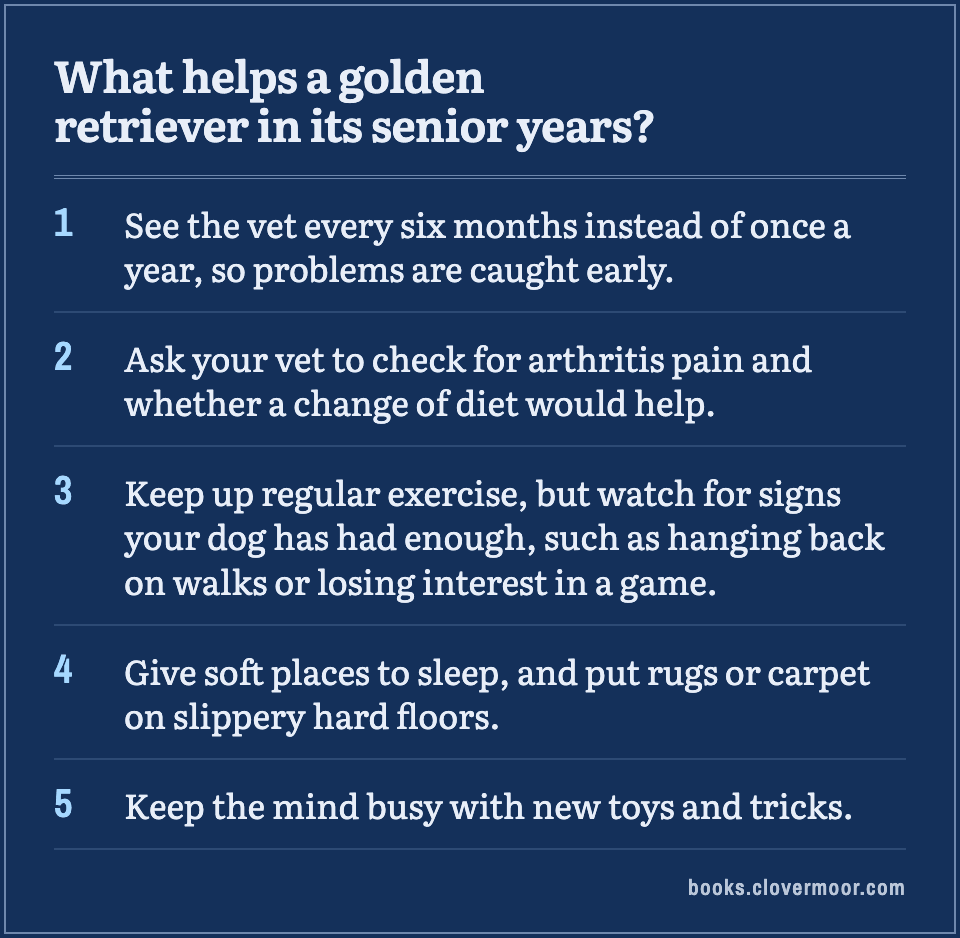 What helps a golden
retriever in its senior years?
1 See the vet every six months instead of once a
year, so problems are caught early.
2 Ask your vet to check for arthritis pain and
whether a change of diet would help.
3 Keep up regular exercise, but watch for signs
your dog has had enough, such as hanging back
on walks or losing interest in a game.
4 Give soft places to sleep, and put rugs or carpet
on slippery hard floors.
5 Keep the mind busy with new toys and tricks.
books.clovermoor.com